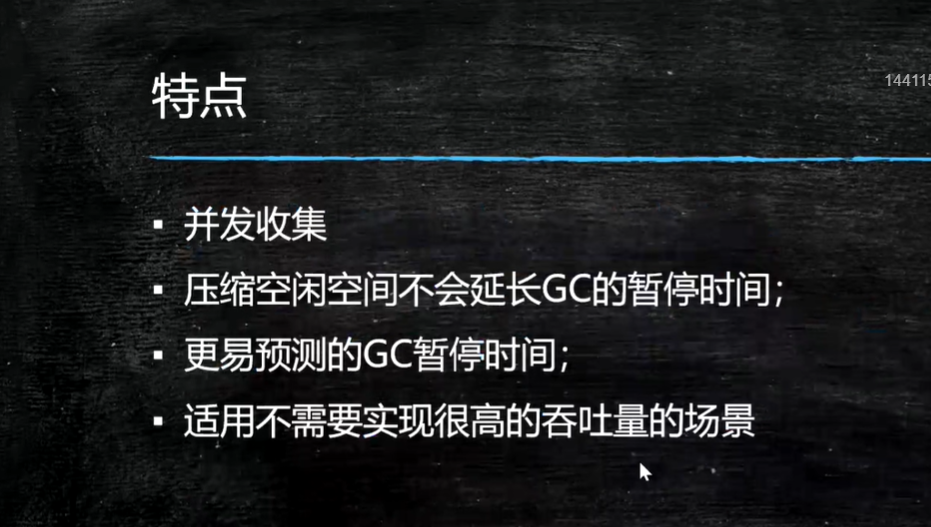 特点
144115
并发收集
压缩空闲空间不会延长GC的暂停时间；
更易预测的GC暂停时间；
适用不需要实现很高的吞吐量的场景